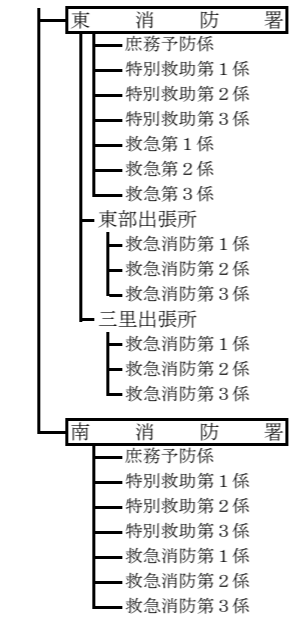 東消防署
庶務予防係
特別救助第１係
特別救助第２係
特別救助第３係
救急第１係
救急第２係
救急第３係
東部出張所
救急消防第１係
救急消防第２係
救急消防第３係
三里出張所
救急消防第１係
救急消防第２係
救急消防第３係
南消防署
庶務予防係
特別救助第１係
特別救助第２係
特別救助第３係
救急消防第１係
救急消防第２係
救急消防第３係